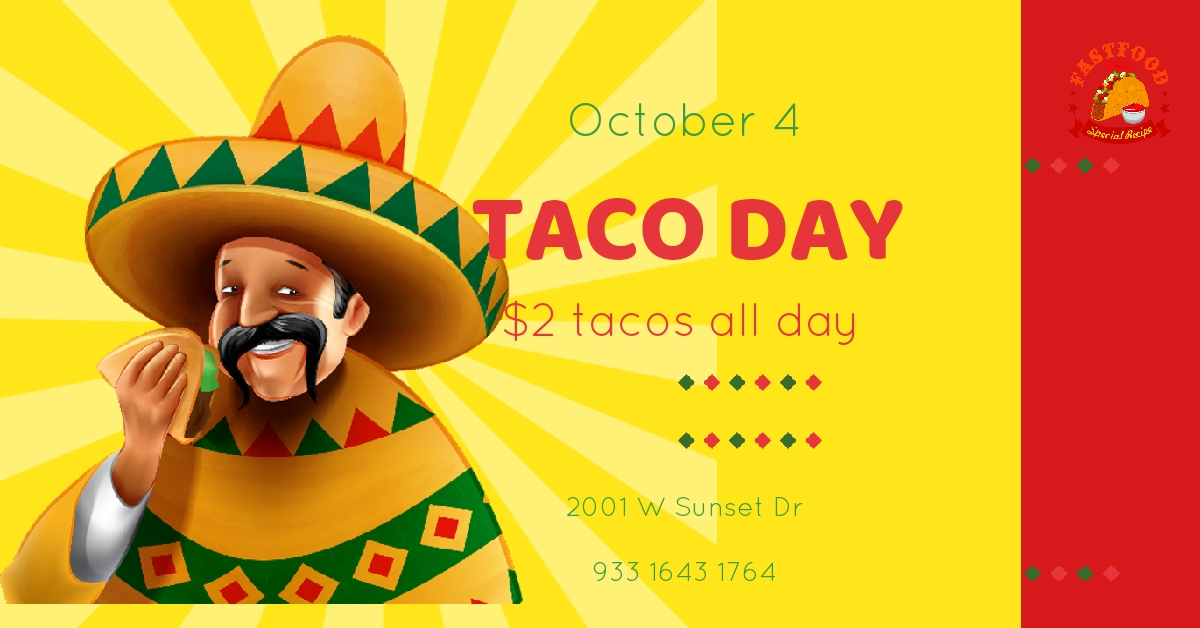 FASTFOOD
Special Recipe
October 4
TACO DAY
$2 tacos all day
2001 W Sunset Dr
933 1643 1764